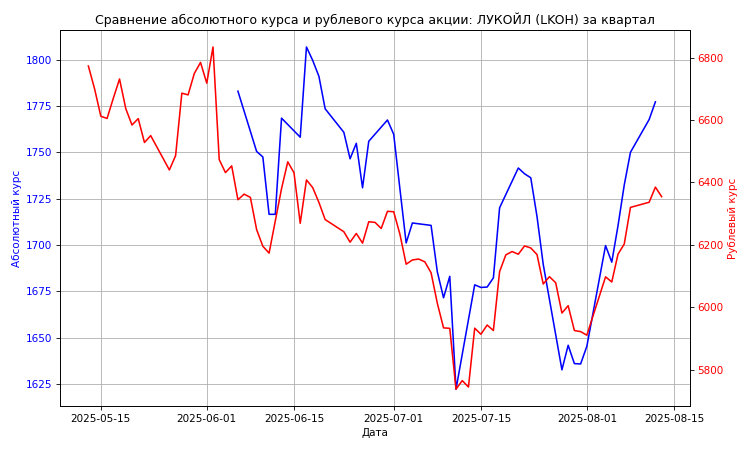 Сравнение абсолютного курса и рублевого курса акции: ЛУКОЙЛ (LKOH) за квартал
Абсолютный курс
1800
1775
1750
1725
1700
1675
1650
1625
6800
6600
6400
6200
6000
5800
Рублевый курс
2025-05-15 2025-06-01 2025-06-15 2025-07-01 2025-07-15 2025-08-01 2025-08-15
Дата